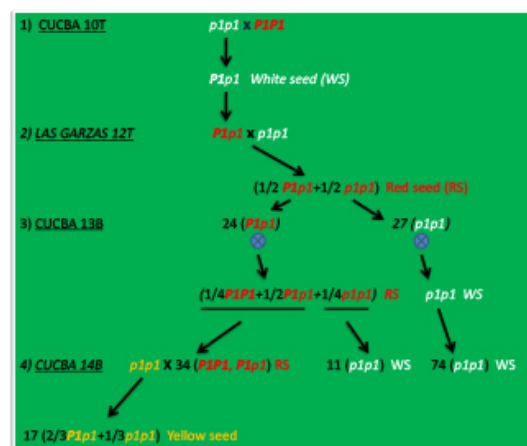 1) CUCBA 10T p1p1 x P1P1
P1p1 White seed (WS)
2) LAS GARZAS 12T P1p1 x p1p1
(1/2 P1p1+1/2 p1p1) Red seed (RS)
3) CUCBA 13B 24 (P1p1) 27 (p1p1)
(1/4P1P1+1/2P1p1+1/4p1p1) RS p1p1 WS
4) CUCBA 14B p1p1 X 34 (P1P1, P1p1) RS 11 (p1p1) WS 74 (p1p1) WS
17 (2/3P1p1+1/3p1p1) Yellow seed